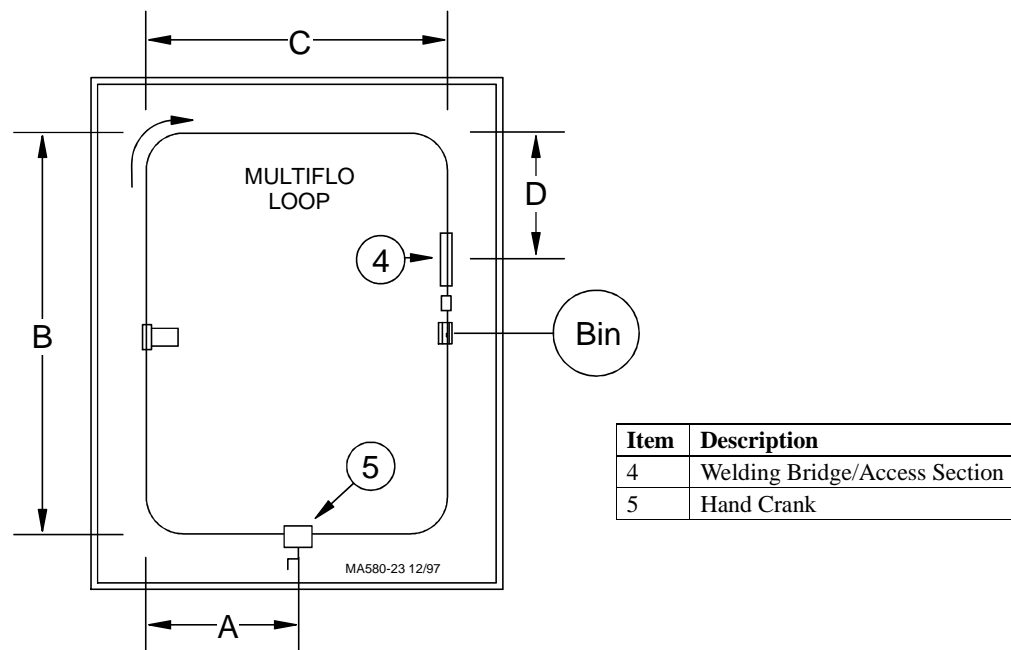 C
MULTIFLO
LOOP
D
4
B
Bin
5
Item Description
4 Welding Bridge/Access Section
5 Hand Crank
MA580-23 12/97
A